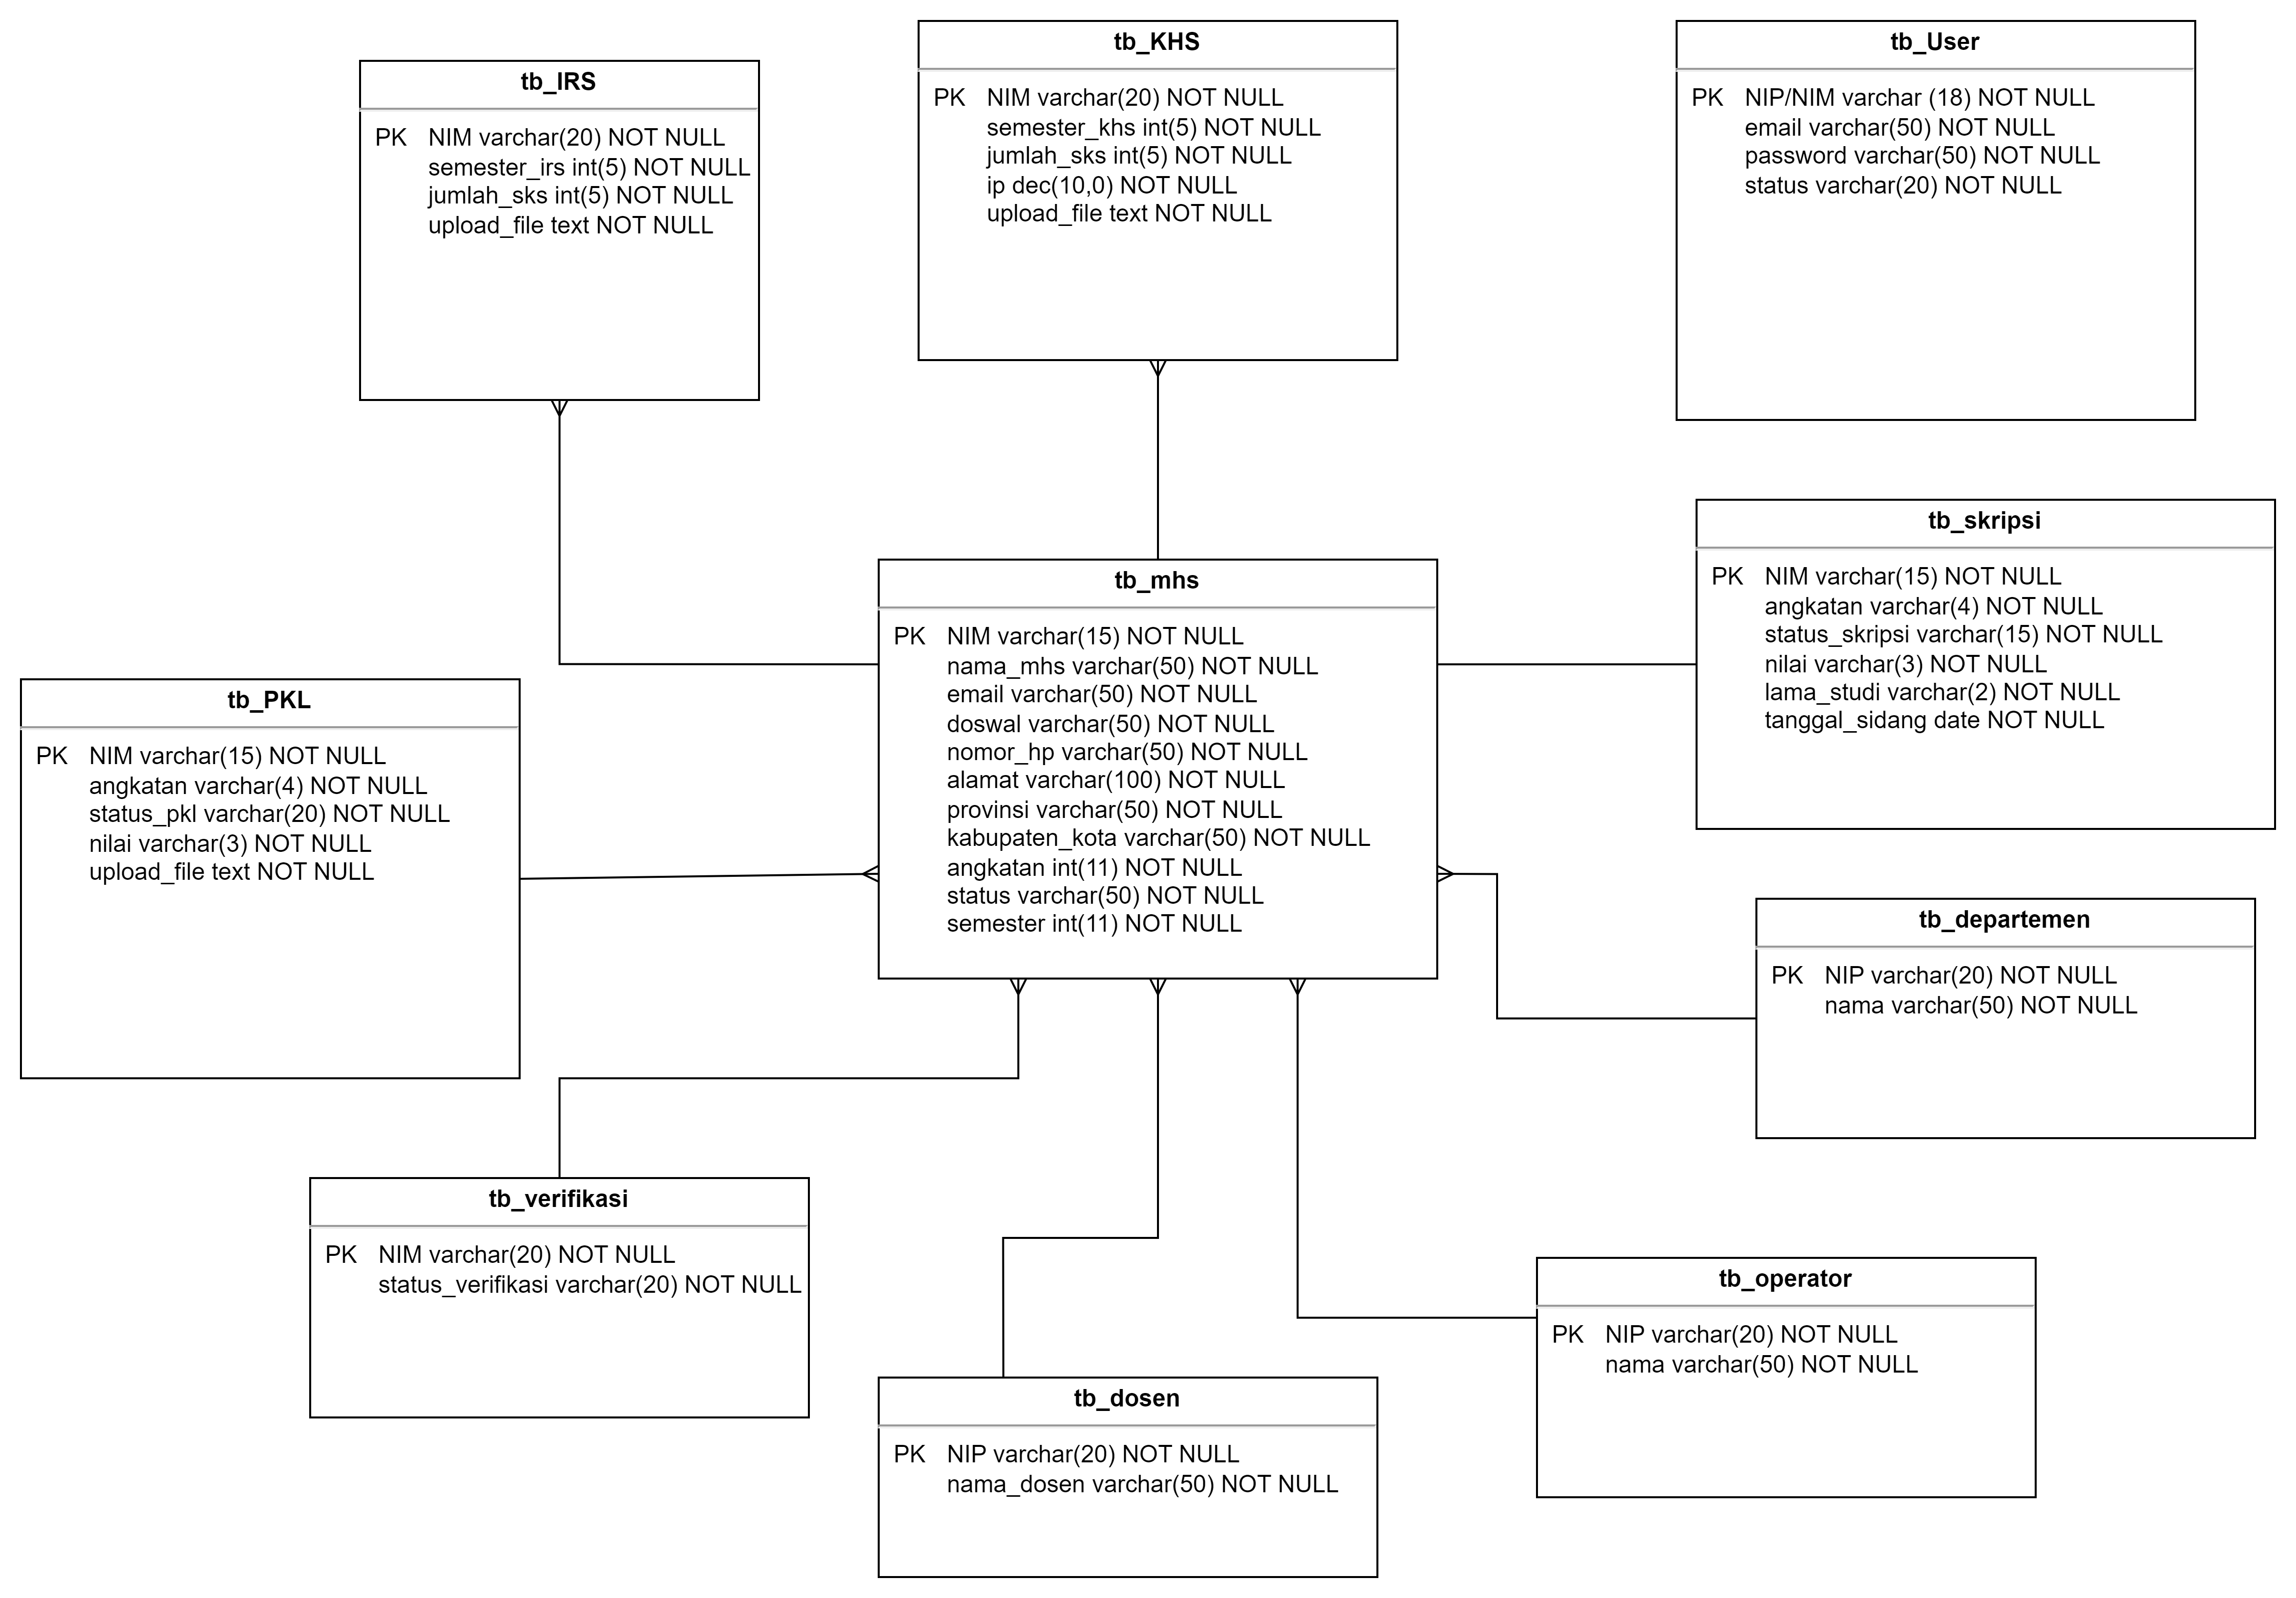 tb_IRS
PK NIM varchar(20) NOT NULL
semester_irs int(5) NOT NULL
jumlah_sks int(5) NOT NULL
upload_file text NOT NULL
tb_KHS
PK NIM varchar(20) NOT NULL
semester_khs int(5) NOT NULL
jumlah_sks int(5) NOT NULL
ip dec(10,0) NOT NULL
upload_file text NOT NULL
tb_User
PK NIP/NIM varchar (18) NOT NULL
email varchar(50) NOT NULL
password varchar(50) NOT NULL
status varchar(20) NOT NULL
tb_mhs
PK NIM varchar(15) NOT NULL
nama_mhs varchar(50) NOT NULL
email varchar(50) NOT NULL
doswal varchar(50) NOT NULL
nomor_hp varchar(50) NOT NULL
alamat varchar(100) NOT NULL
provinsi varchar(50) NOT NULL
kabupaten_kota varchar(50) NOT NULL
angkatan int(11) NOT NULL
status varchar(50) NOT NULL
semester int(11) NOT NULL
tb_skripsi
PK NIM varchar(15) NOT NULL
angkatan varchar(4) NOT NULL
status_skripsi varchar(15) NOT NULL
nilai varchar(3) NOT NULL
lama_studi varchar(2) NOT NULL
tanggal_sidang date NOT NULL
tb_PKL
PK NIM varchar(15) NOT NULL
angkatan varchar(4) NOT NULL
status_pkl varchar(20) NOT NULL
nilai varchar(3) NOT NULL
upload_file text NOT NULL
tb_departemen
PK NIP varchar(20) NOT NULL
nama varchar(50) NOT NULL
tb_verifikasi
PK NIM varchar(20) NOT NULL
status_verifikasi varchar(20) NOT NULL
tb_operator
PK NIP varchar(20) NOT NULL
nama varchar(50) NOT NULL
tb_dosen
PK NIP varchar(20) NOT NULL
nama_dosen varchar(50) NOT NULL